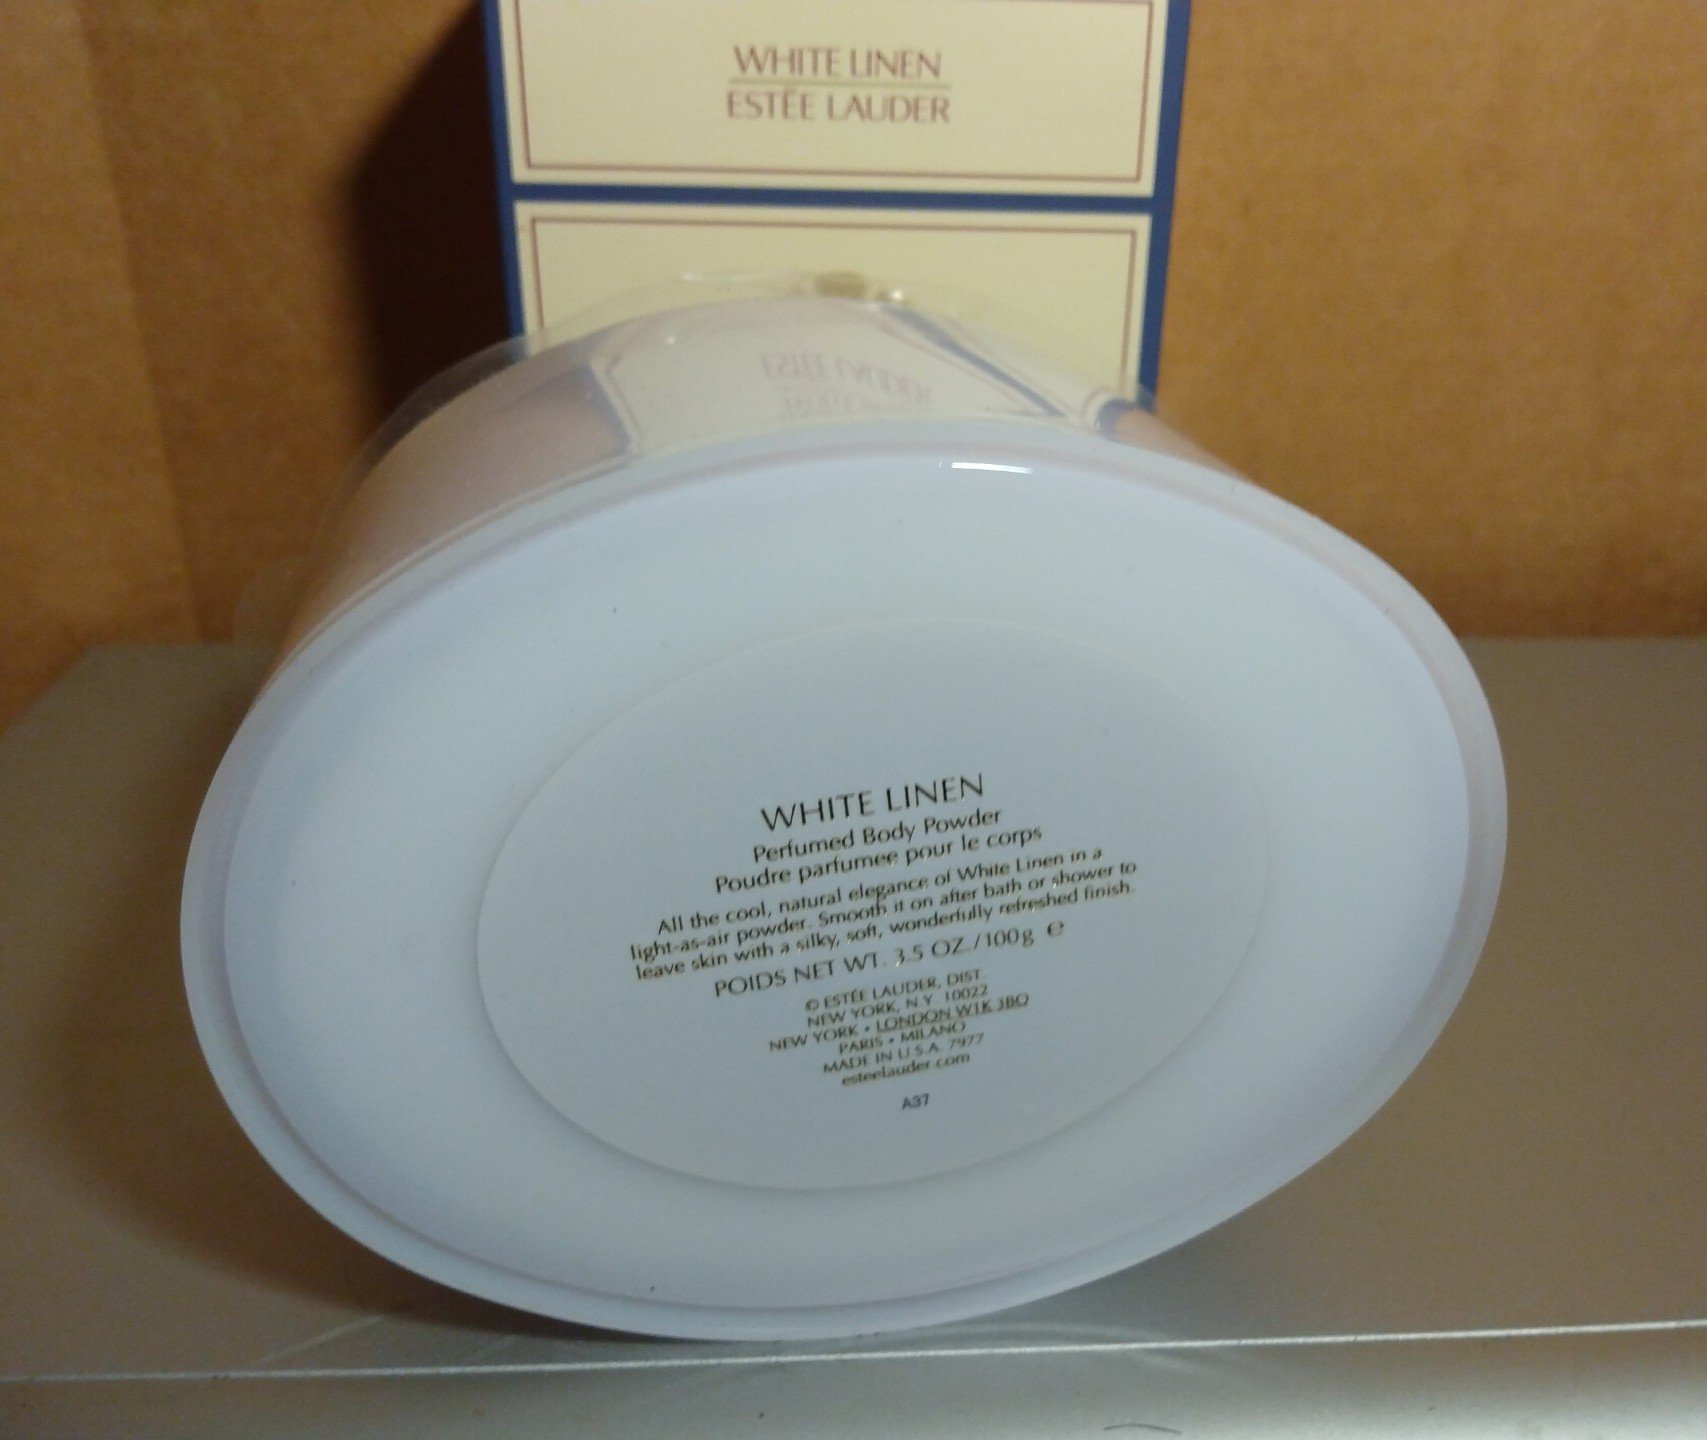 WHITE LINEN
ESTĒE LAUDER
WHITE LINEN
Perfumed Body Powder
Poudre parfumee pour le corps
All the cool, natural elegance of White Linen in a
light-as-air powder. Smooth it on after bath or shower to
leave skin with a silky, soft, wonderfully refreshed finish.
POIDS NET WT. 3.5 OZ./100g ℮
© ESTĒE LAUDER, DIST.
NEW YORK, N.Y. 10022
NEW YORK • LONDON W1K 3BQ
PARIS • MILANO
MADE IN U.S.A. 7977
esteelauder.com
A37